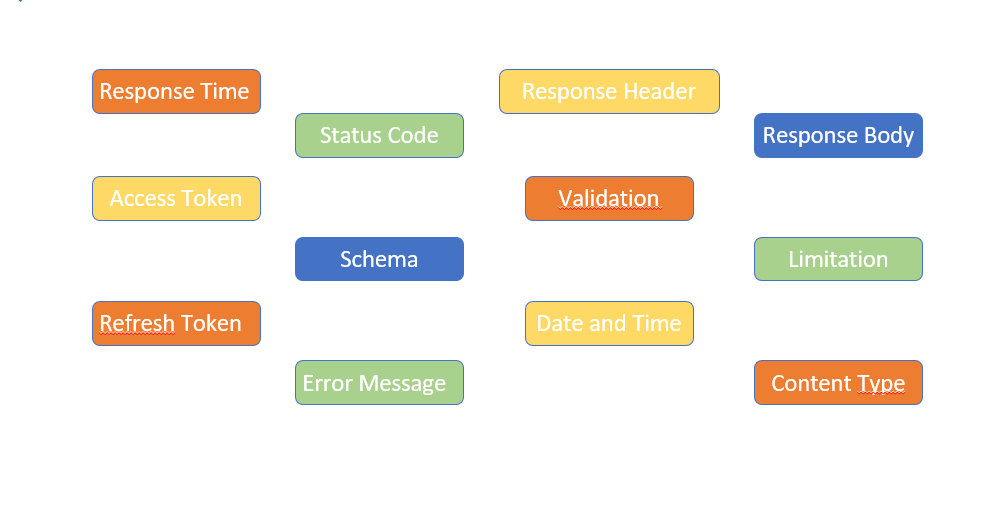 Response Time
Response Header
Status Code
Response Body
Access Token
Validation
Schema
Limitation
Refresh Token
Date and Time
Error Message
Content Type